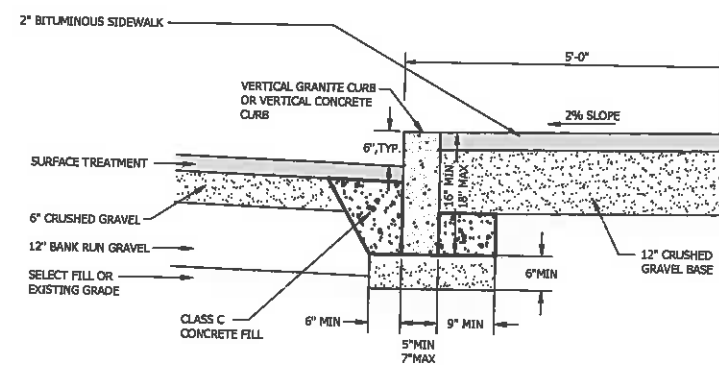 2" BITUMINOUS SIDEWALK
5'-0"
VERTICAL GRANITE CURB
OR VERTICAL CONCRETE
CURB
2% SLOPE
6",TYP.
SURFACE TREATMENT
16" MIN
18" MAX
6" CRUSHED GRAVEL
12" BANK RUN GRAVEL
12" CRUSHED
GRAVEL BASE
SELECT FILL OR
EXISTING GRADE
6"MIN
CLASS C
CONCRETE FILL
6" MIN
9" MIN
5"MIN
7"MAX